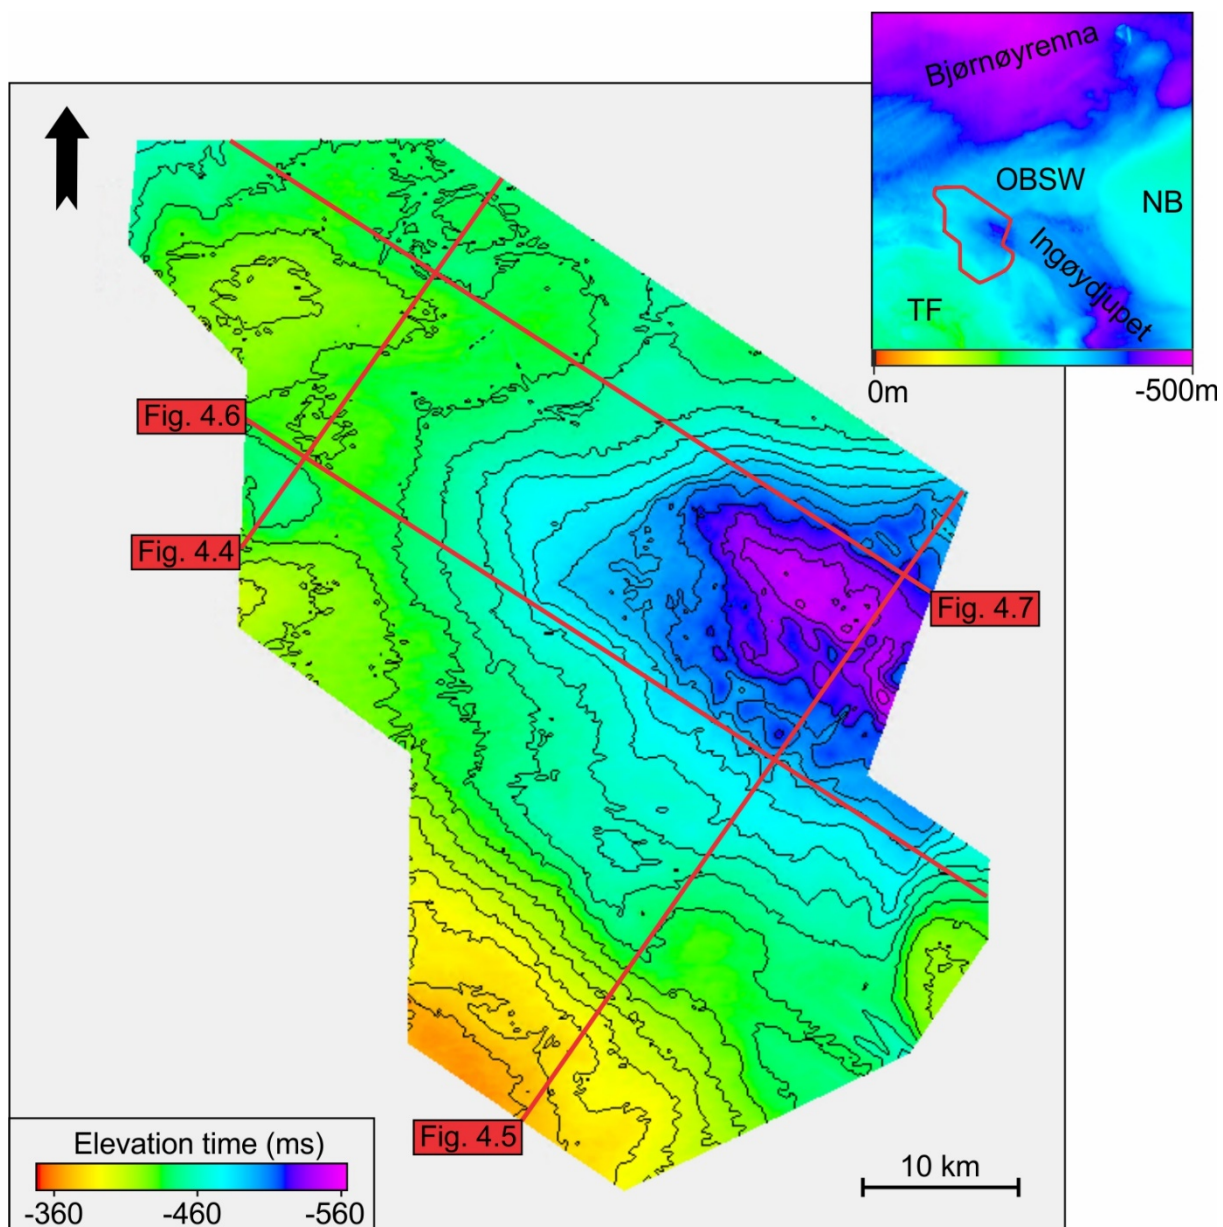 Bjørnøyrenna
OBSW
NB
Ingøydjupet
TF
0m
-500m
Fig. 4.6
Fig. 4.4
Fig. 4.7
Fig. 4.5
Elevation time (ms)
-360
-460
-560
10 km